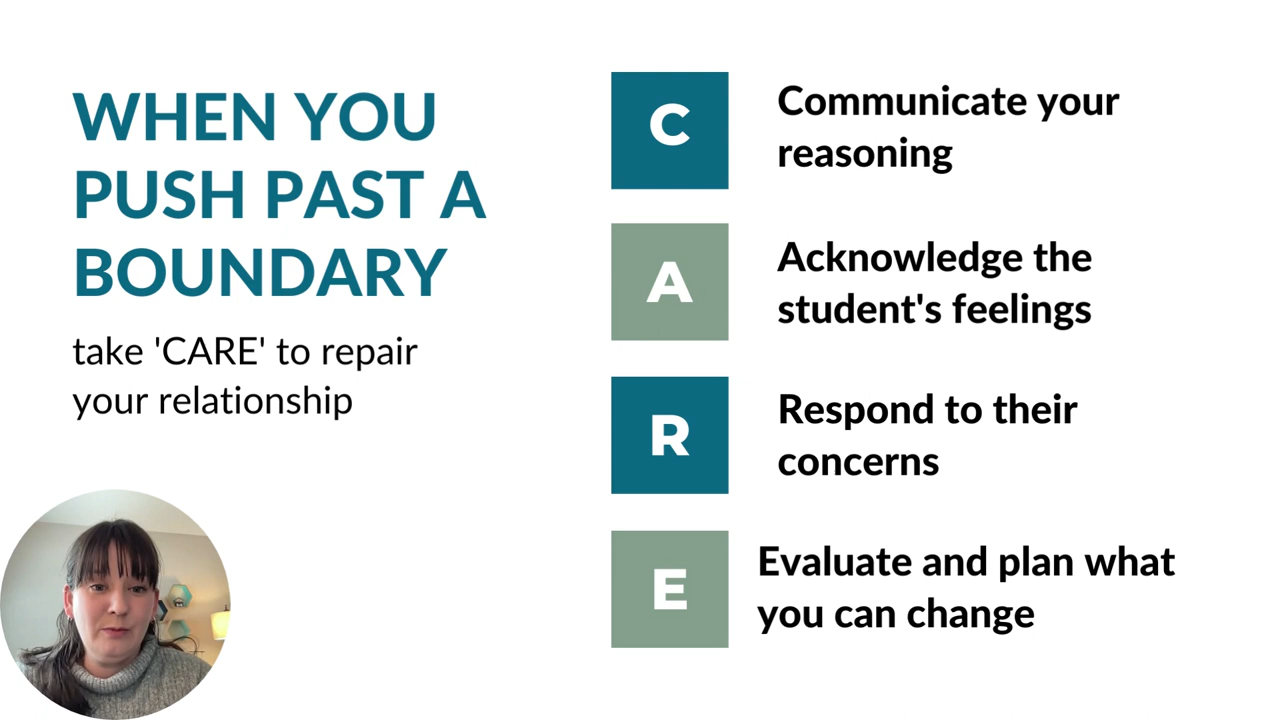 WHEN YOU
PUSH PAST A
BOUNDARY
take 'CARE' to repair
your relationship
C
Communicate your
reasoning
A
Acknowledge the
student's feelings
R
Respond to their
concerns
E
Evaluate and plan what
you can change